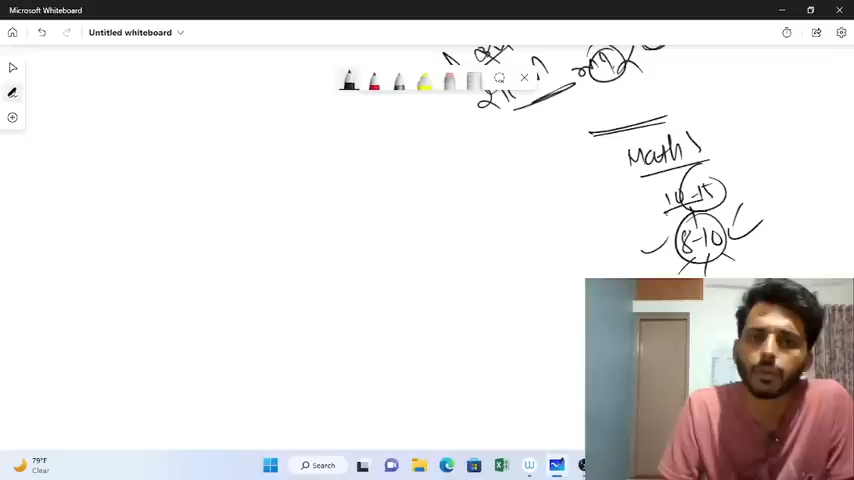 Microsoft Whiteboard
Untitled whiteboard
Maths
10-15
8-10
79°F
Clear
Search